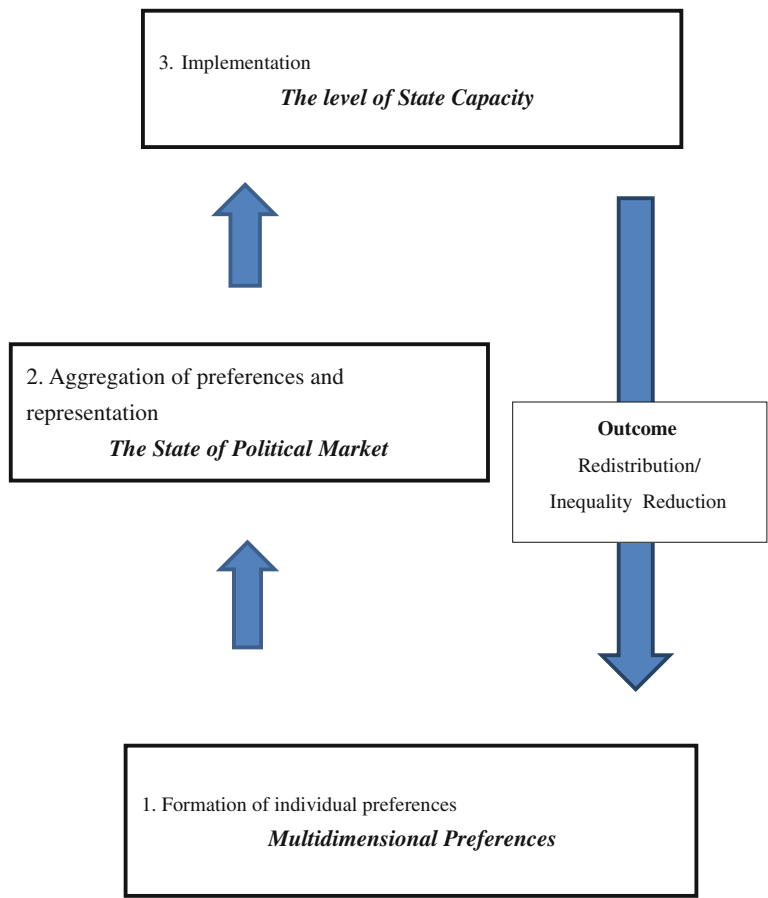 3. Implementation
The level of State Capacity
2. Aggregation of preferences and
representation
The State of Political Market
Outcome
Redistribution/
Inequality Reduction
1. Formation of individual preferences
Multidimensional Preferences